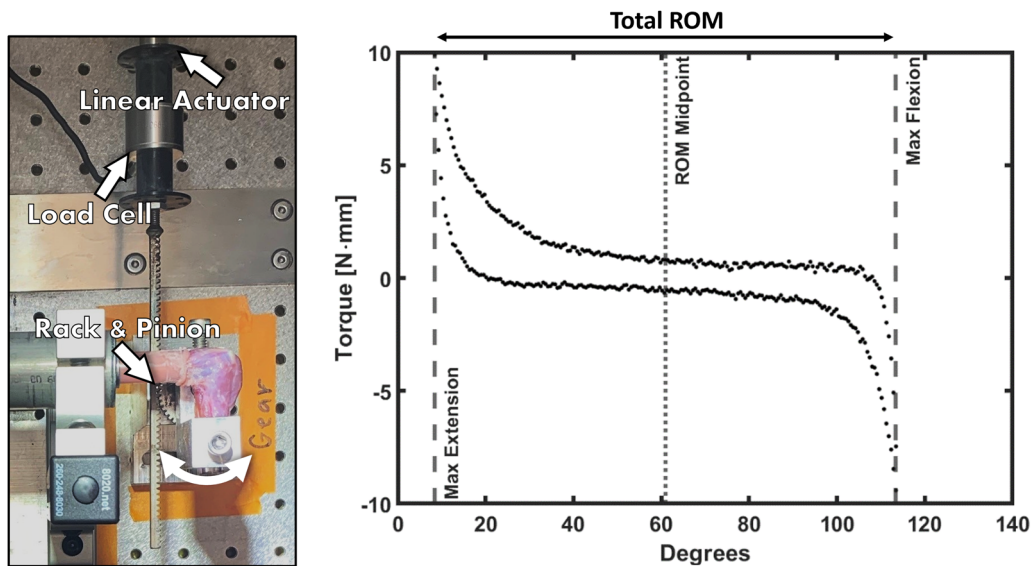 Linear Actuator
Load Cell
Rack & Pinion
Gear
8020.net
260-248-8030
Total ROM
10
5
0
-5
-10
Torque [N·mm]
Max Extension
ROM Midpoint
Max Flexion
0
20
40
60
80
100
120
140
Degrees